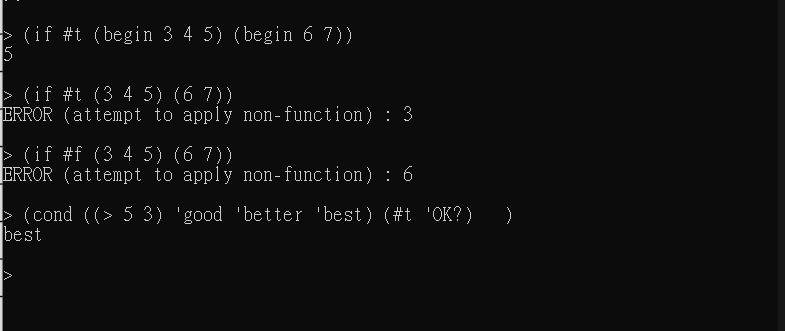 > (if #t (begin 3 4 5) (begin 6 7))
5
> (if #t (3 4 5) (6 7))
ERROR (attempt to apply non-function) : 3
> (if #f (3 4 5) (6 7))
ERROR (attempt to apply non-function) : 6
> (cond ((> 5 3) 'good 'better 'best) (#t 'OK?)   )
best
>